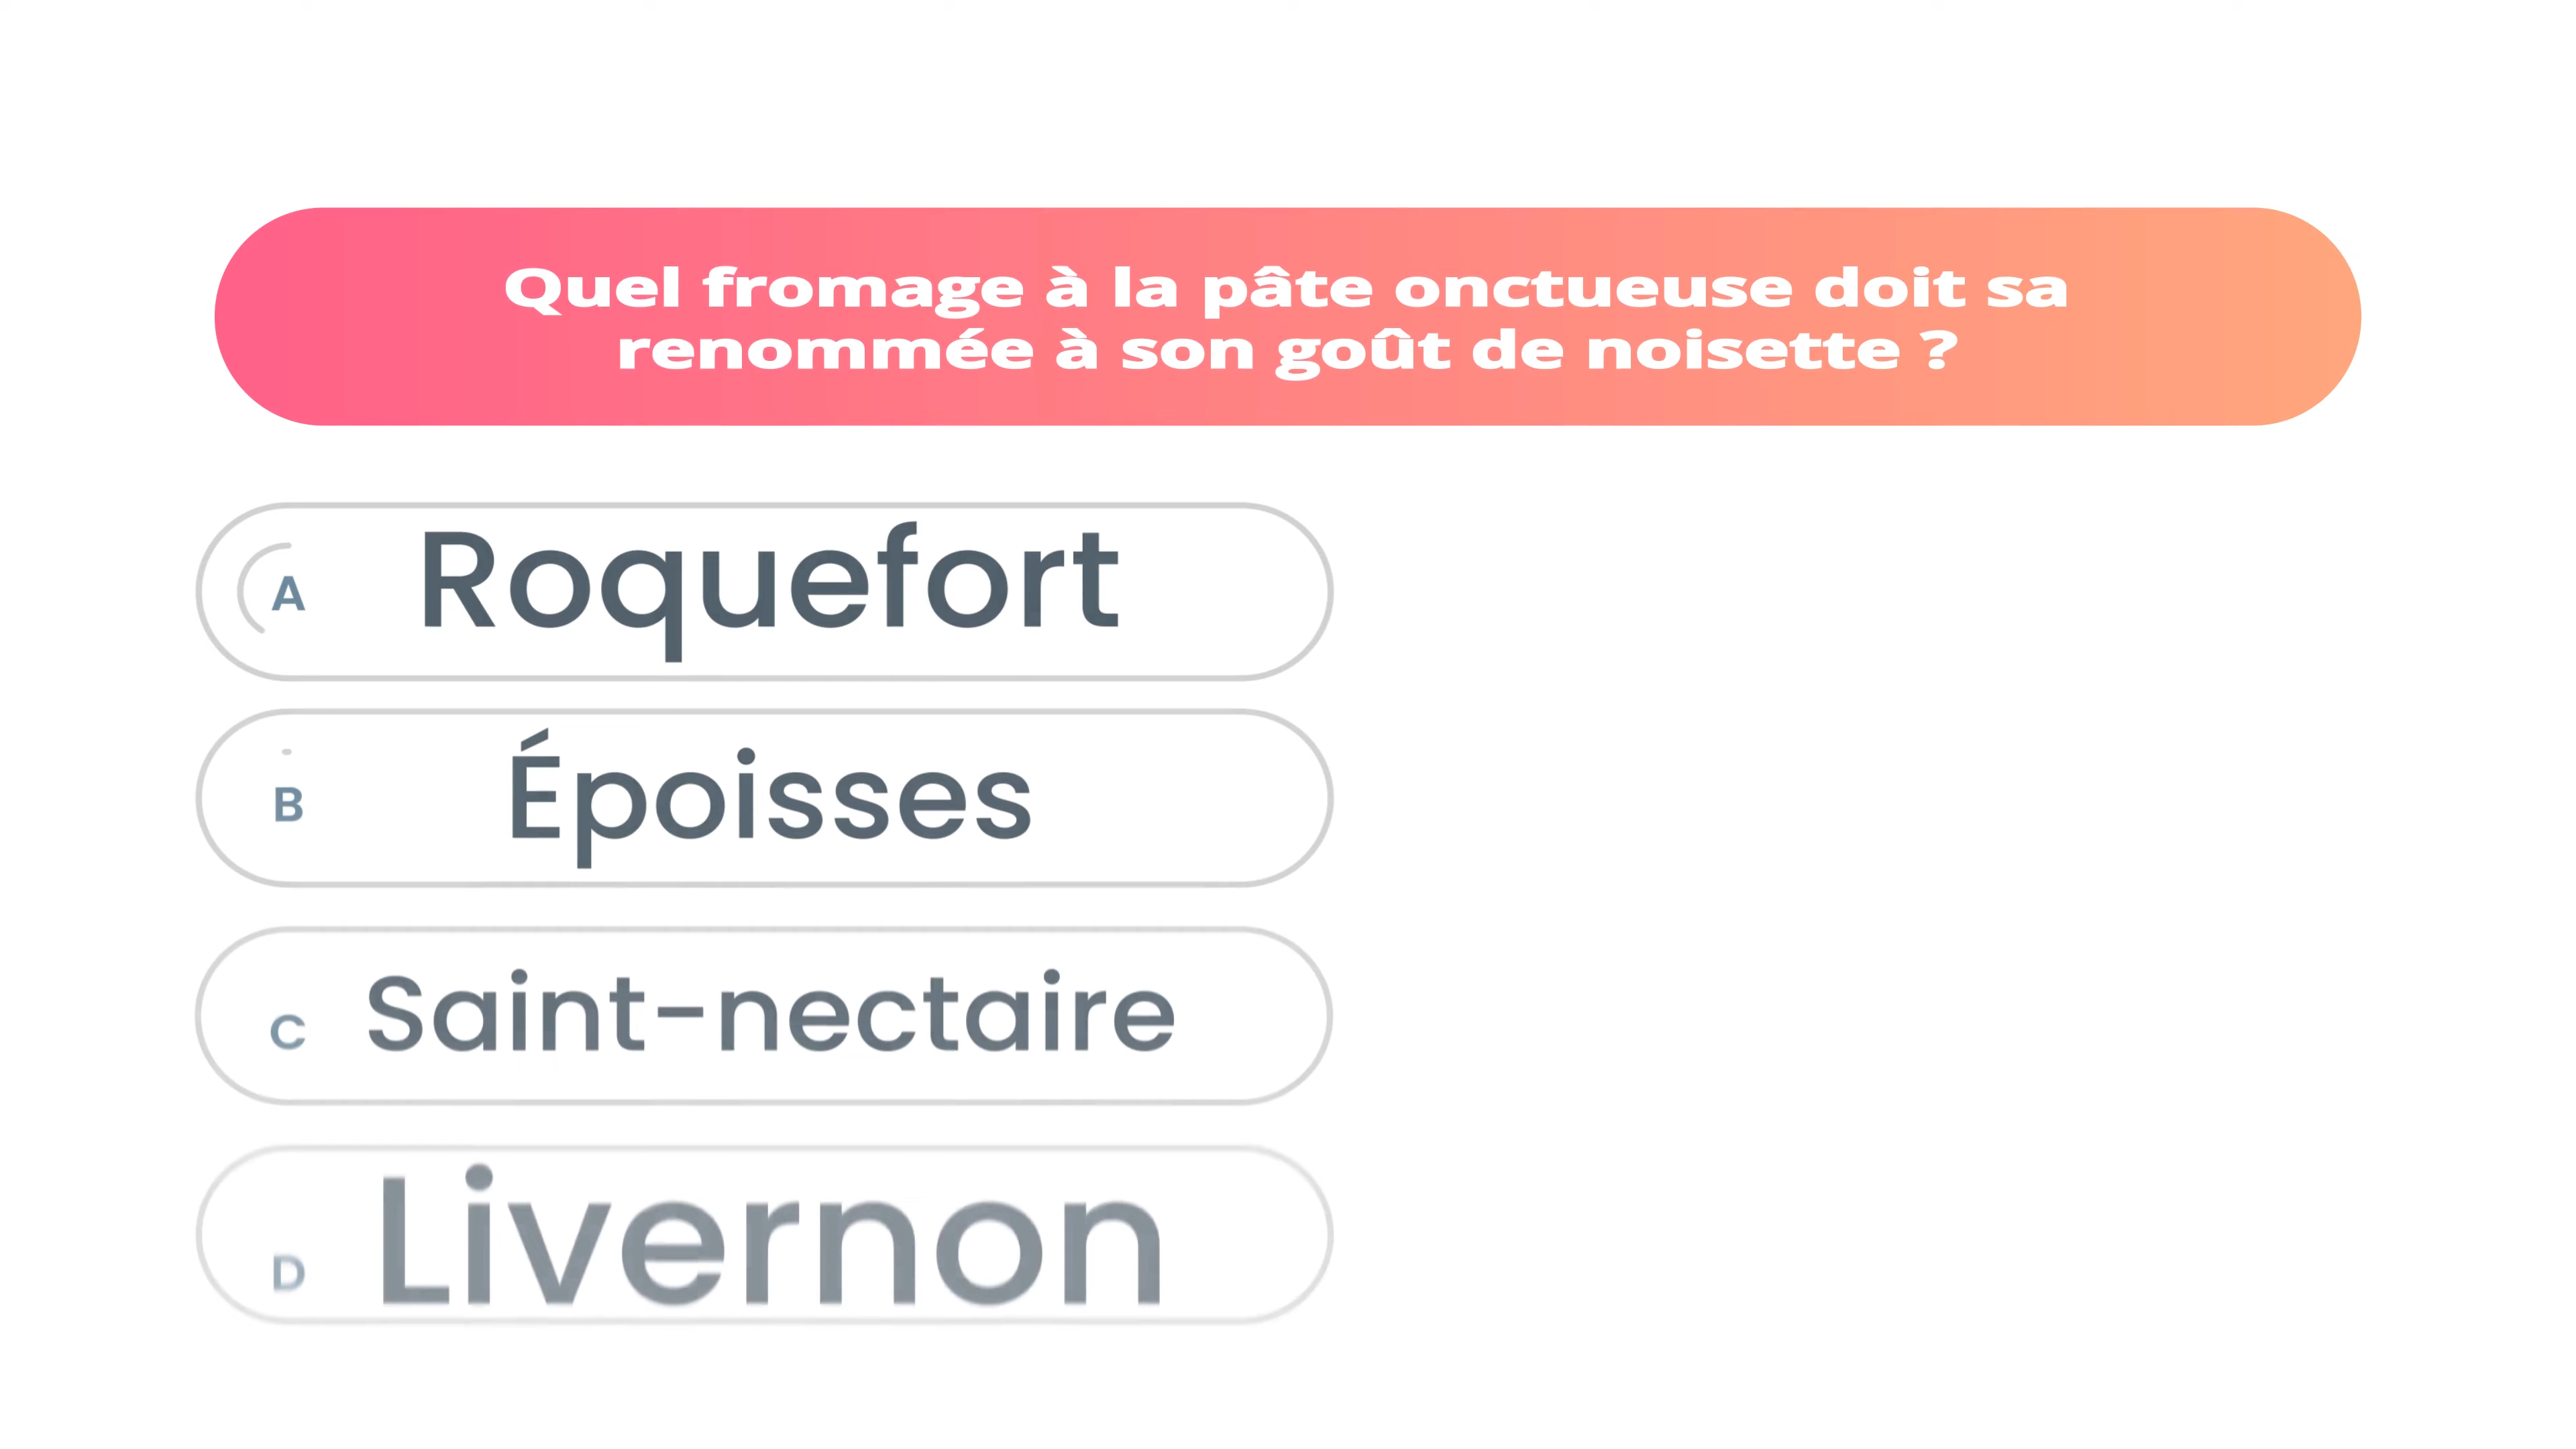 Quel fromage à la pâte onctueuse doit sa
renommée à son goût de noisette ?
A Roquefort
B Époisses
C Saint-nectaire
D Livernon